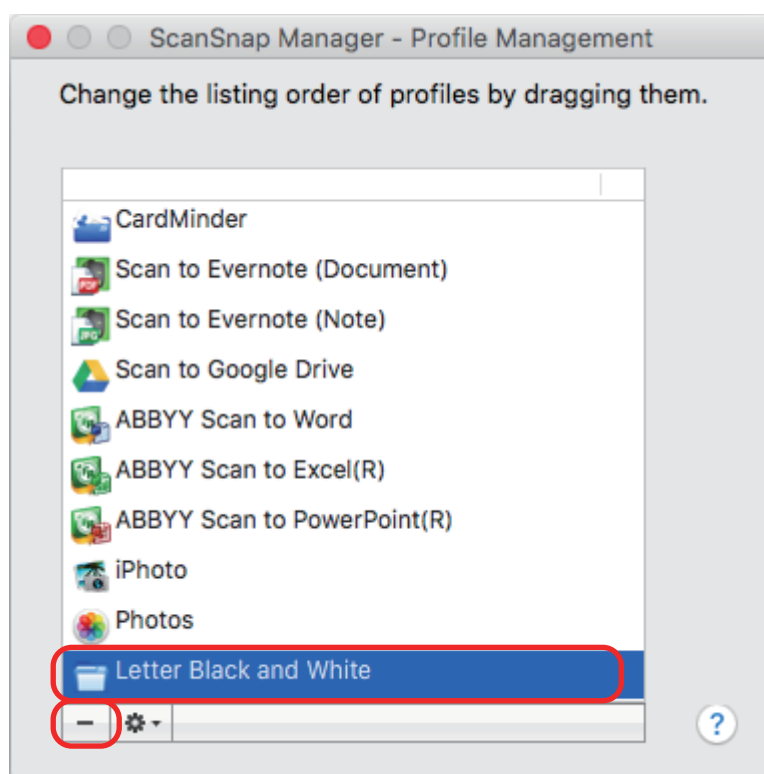 ScanSnap Manager - Profile Management
Change the listing order of profiles by dragging them.
CardMinder
PDF
Scan to Evernote (Document)
JPG
Scan to Evernote (Note)
Scan to Google Drive
ABBYY Scan to Word
ABBYY Scan to Excel(R)
ABBYY Scan to PowerPoint(R)
iPhoto
Photos
Letter Black and White
?